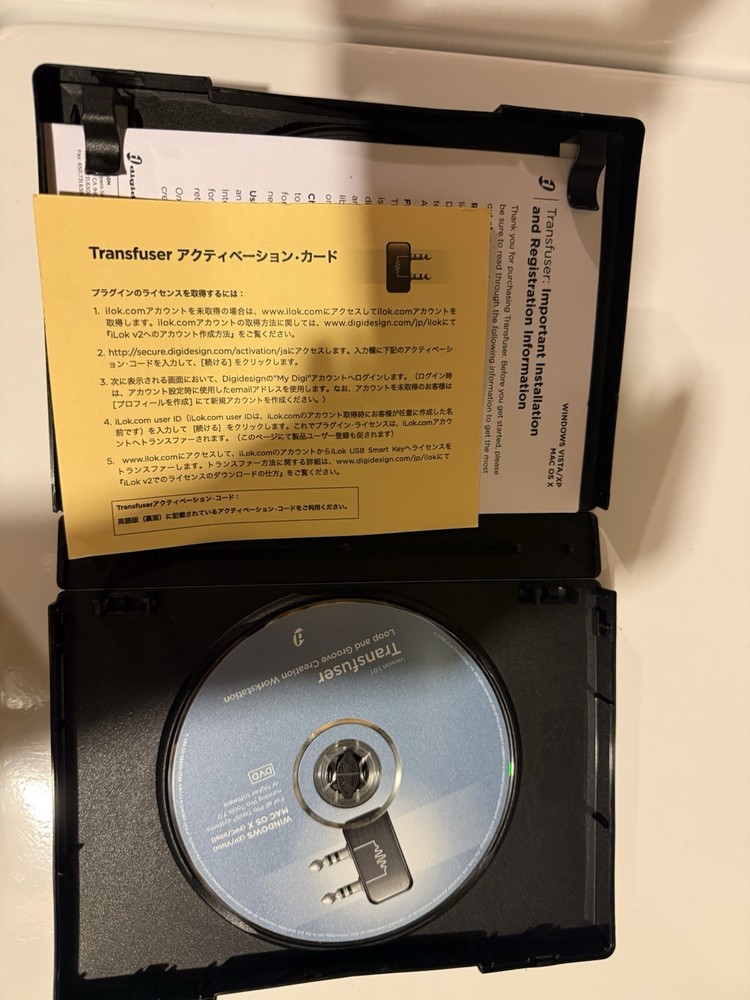 Transfuser アクティベーション・カード
プラグインのライセンスを取得するには：
1. ilok.comアカウントを未取得の場合は、www.ilok.comにアクセスしてilok.comアカウントを
取得します。ilok.comアカウントの取得方法に関しては、www.digidesign.com/jp/ilokにて
『iLok v2へのアカウント作成方法』をご覧ください。
2. http://secure.digidesign.com/activation/jaにアクセスします。入力欄に下記のアクティベーシ
ョン・コードを入力して、[続ける] をクリックします。
3. 次に表示される画面において、Digidesignの"My Digi"アカウントへログインします。（ログイン時
は、アカウント設定時に使用したemailアドレスを使用します。なお、アカウントを未取得のお客様は
[プロフィールを作成] にて新規アカウントを作成ください。）
4. iLok.com user ID（iLok.com user IDは、iLok.comのアカウント取得時にお客様が任意に作成した名
前です）を入力して [続ける] をクリックします。これでプラグイン・ライセンスは、iLok.comアカウ
ントへトランスファーされます。（このページにて製品ユーザー登録も促されます）
5. www.ilok.comにアクセスして、iLok.comのアカウントからiLok USB Smart Keyへライセンスを
トランスファーします。トランスファー方法に関する詳細は、www.digidesign.com/jp/ilokにて
『iLok v2でのライセンスのダウンロードの仕方』をご覧ください。
Transfuserアクティベーション・コード：
英語版（裏面）に記載されているアクティベーション・コードをご利用ください。
Transfuser: Important Installation
and Registration Information
WINDOWS VISTA/XP
MAC OS X
Thank you for purchasing Transfuser. Before you get started, please
be sure to read through the following information to get the most
Version 1.0.1
Transfuser
Loop and Groove Creation Workstation
WINDOWS (XP/Vista)
MAC OS X (PPC/Intel)
For all Pro Tools systems
running Pro Tools 7.0
or higher software
DVD